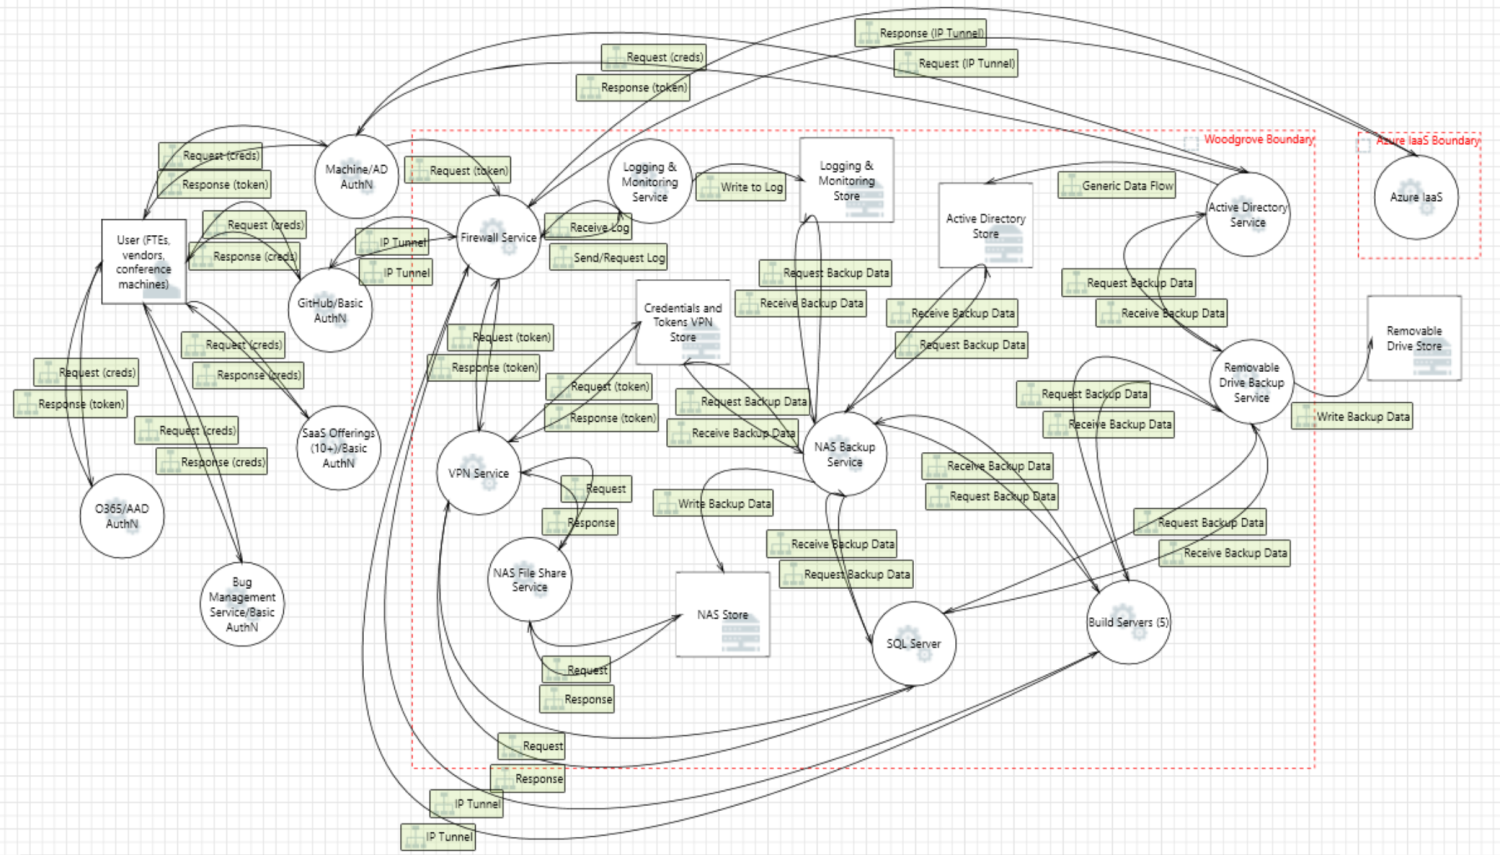 Response (IP Tunnel)
Request (creds)
Request (IP Tunnel)
Response (token)
Woodgrove Boundary
Azure IaaS Boundary
Request (creds)
Response (token)
Machine/AD
AuthN
Request (token)
Logging &
Monitoring
Service
Write to Log
Logging &
Monitoring
Store
Generic Data Flow
Active Directory
Store
Active Directory
Service
Azure IaaS
Request (creds)
Response (creds)
User (FTEs,
vendors,
conference
machines)
IP Tunnel
IP Tunnel
Firewall Service
Receive Log
Send/Request Log
GitHub/Basic
AuthN
Credentials and
Tokens VPN
Store
Request Backup Data
Receive Backup Data
Receive Backup Data
Request Backup Data
Request Backup Data
Receive Backup Data
Removable
Drive Store
Request (creds)
Response (creds)
Request (token)
Response (token)
Request (creds)
Response (token)
Request (token)
Response (token)
Request Backup Data
Receive Backup Data
Removable
Drive Backup
Service
Request Backup Data
Receive Backup Data
Write Backup Data
Request (creds)
Response (creds)
SaaS Offerings
(10+)/Basic
AuthN
VPN Service
NAS Backup
Service
Receive Backup Data
Request Backup Data
O365/AAD
AuthN
Request
Response
Write Backup Data
Receive Backup Data
Request Backup Data
Request Backup Data
Receive Backup Data
Bug
Management
Service/Basic
AuthN
NAS File Share
Service
NAS Store
SQL Server
Build Servers (5)
Request
Response
Request
Response
IP Tunnel
IP Tunnel